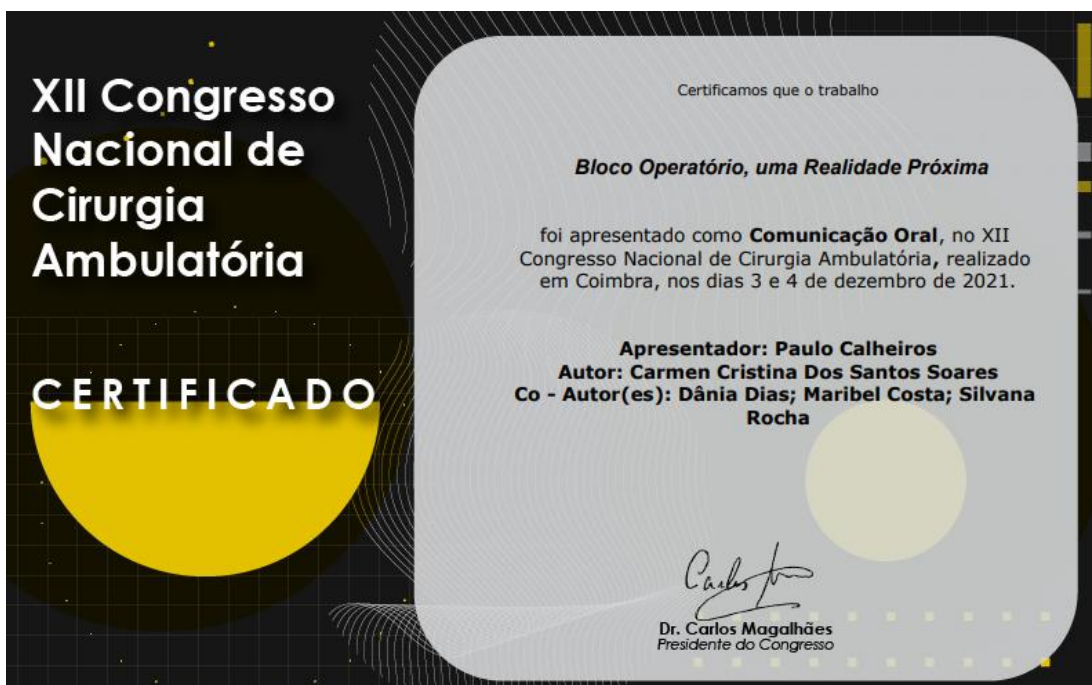 XII Congresso
Nacional de
Cirurgia
Ambulatória
CERTIFICADO
Certificamos que o trabalho
Bloco Operatório, uma Realidade Próxima
foi apresentado como Comunicação Oral, no XII
Congresso Nacional de Cirurgia Ambulatória, realizado
em Coimbra, nos dias 3 e 4 de dezembro de 2021.
Apresentador: Paulo Calheiros
Autor: Carmen Cristina Dos Santos Soares
Co - Autor(es): Dânia Dias; Maribel Costa; Silvana
Rocha
Dr. Carlos Magalhães
Presidente do Congresso